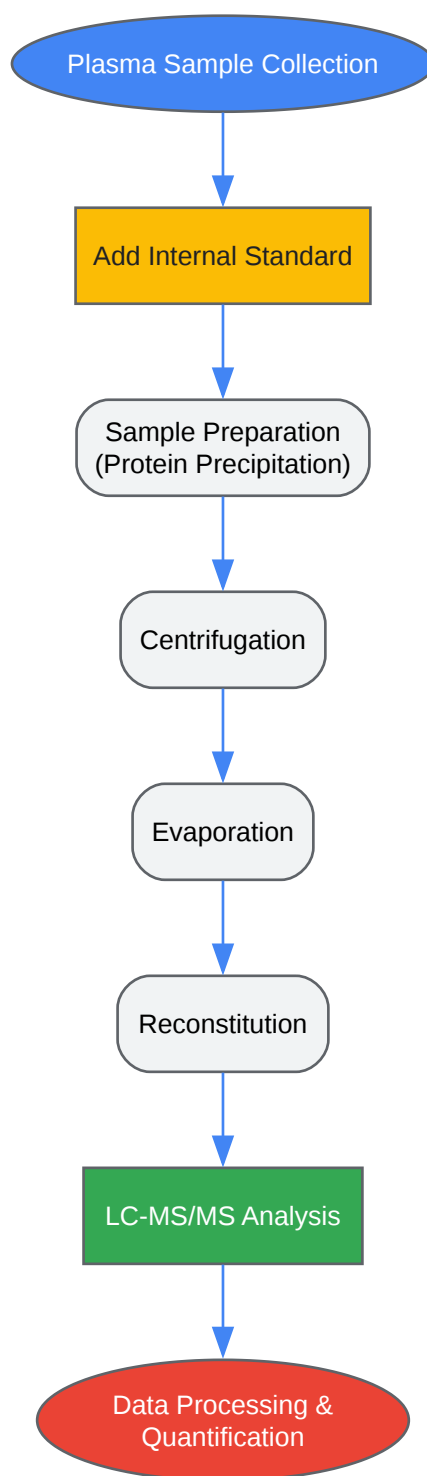 Plasma Sample Collection
Add Internal Standard
Sample Preparation
(Protein Precipitation)
Centrifugation
Evaporation
Reconstitution
LC-MS/MS Analysis
Data Processing &
Quantification